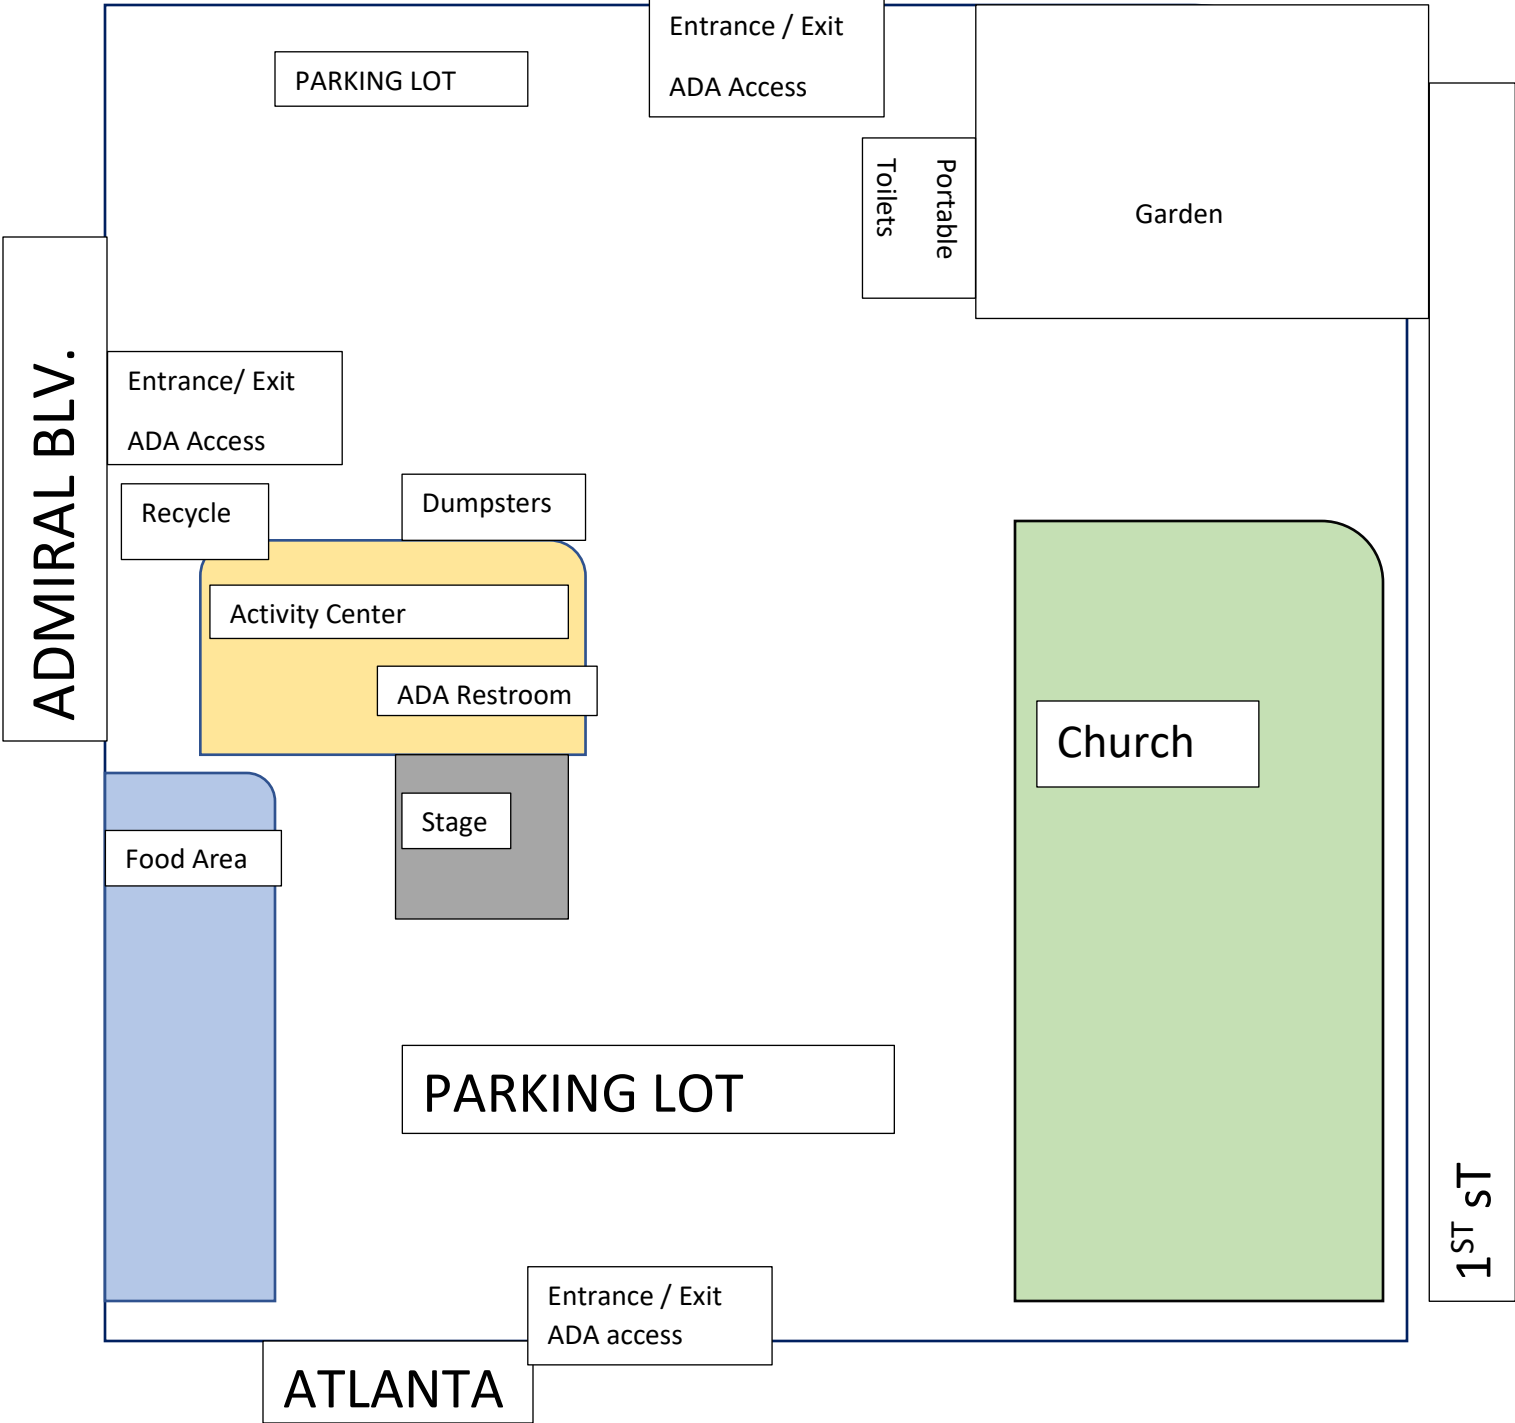 Entrance / Exit
ADA Access
PARKING LOT
Portable
Toilets
Garden
ADMIRAL BLV.
Entrance/ Exit
ADA Access
Recycle
Dumpsters
Activity Center
ADA Restroom
Church
Stage
Food Area
PARKING LOT
1ST sT
Entrance / Exit
ADA access
ATLANTA